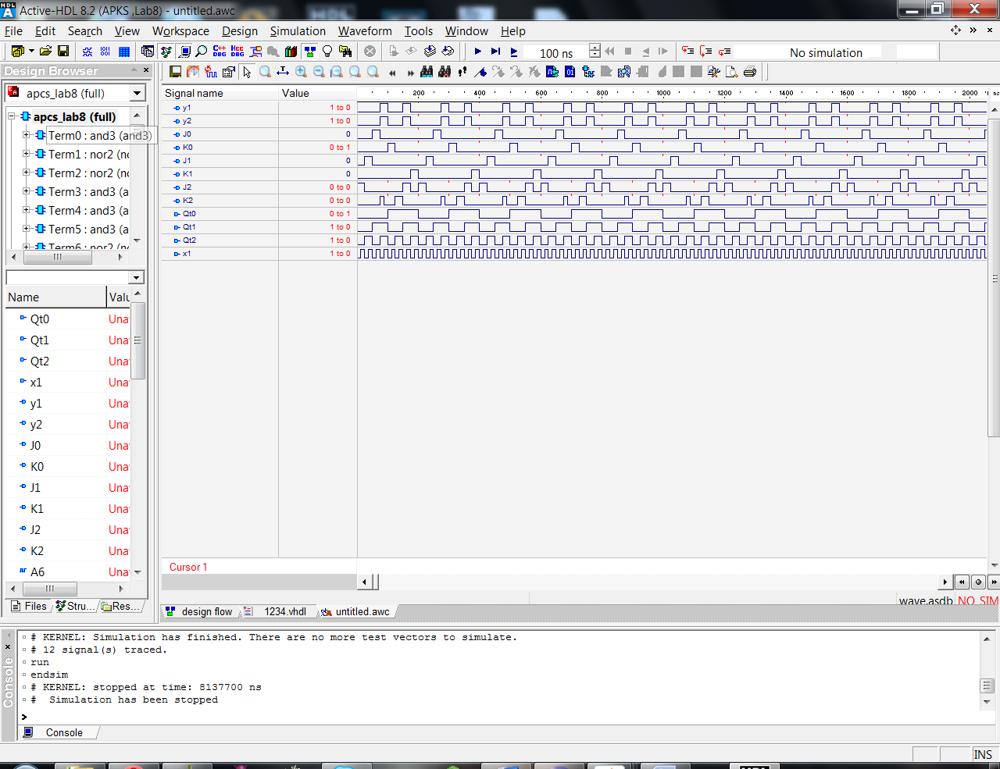 Active-HDL 8.2 (APKS ,Lab8) - untitled.awc
File Edit Search View Workspace Design Simulation Waveform Tools Window Help
100 ns
No simulation
Design Browser
apcs_lab8 (full)
apcs_lab8 (full)
Term0 : and3 (and3)
Term1 : nor2 (no
Term2 : nor2 (no
Term3 : and3 (a
Term4 : and3 (a
Term5 : and3 (a
Term6 : nor2 (no
Name Valu
Qt0 Una
Qt1 Una
Qt2 Una
x1 Una
y1 Una
y2 Una
J0 Una
K0 Una
J1 Una
K1 Una
J2 Una
K2 Una
A6 Una
Files Stru... Res...
Signal name Value 200 400 600 800 1000 1200 1400 1600 1800 2000 ns
y1 1 to 0
y2 1 to 0
J0 0
K0 0 to 1
J1 0
K1 0
J2 0 to 0
K2 0 to 0
Qt0 0 to 1
Qt1 1 to 0
Qt2 1 to 0
x1 1 to 0
Cursor 1
wave.asdb NO SIM
design flow 1234.vhdl untitled.awc
# KERNEL: Simulation has finished. There are no more test vectors to simulate.
# 12 signal(s) traced.
run
endsim
# KERNEL: stopped at time: 8137700 ns
# Simulation has been stopped
>
Console
Console
INS